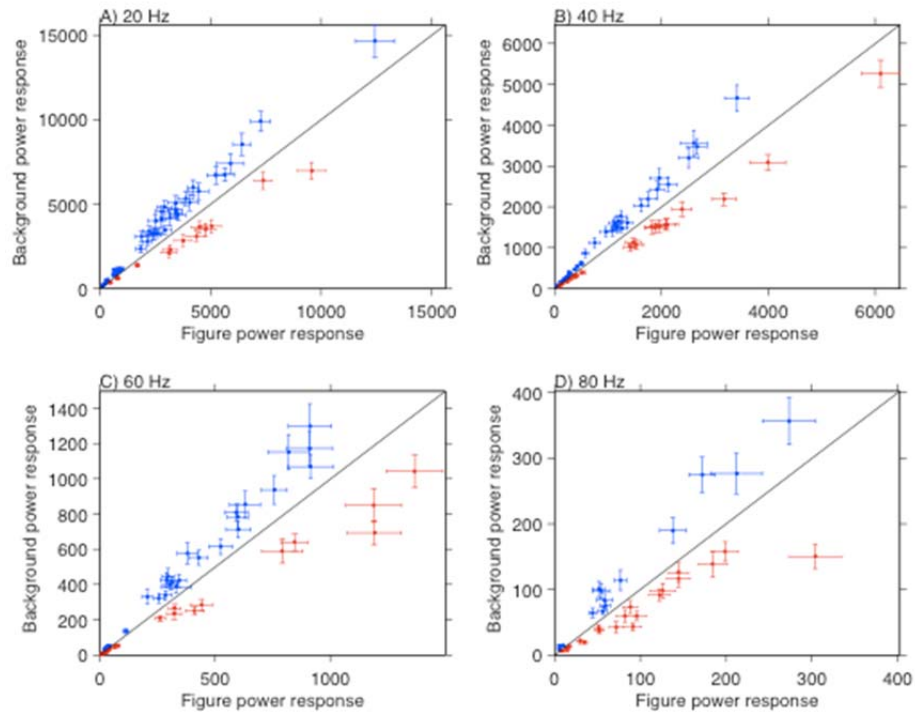 A) 20 Hz
15000
10000
5000
0
Background power response
0 5000 10000 15000
Figure power response
B) 40 Hz
6000
5000
4000
3000
2000
1000
0
Background power response
0 2000 4000 6000
Figure power response
C) 60 Hz
1400
1200
1000
800
600
400
200
0
Background power response
0 1000
Figure power response
D) 80 Hz
400
300
200
100
0
Background power response
0 100 200 300 400
Figure power response